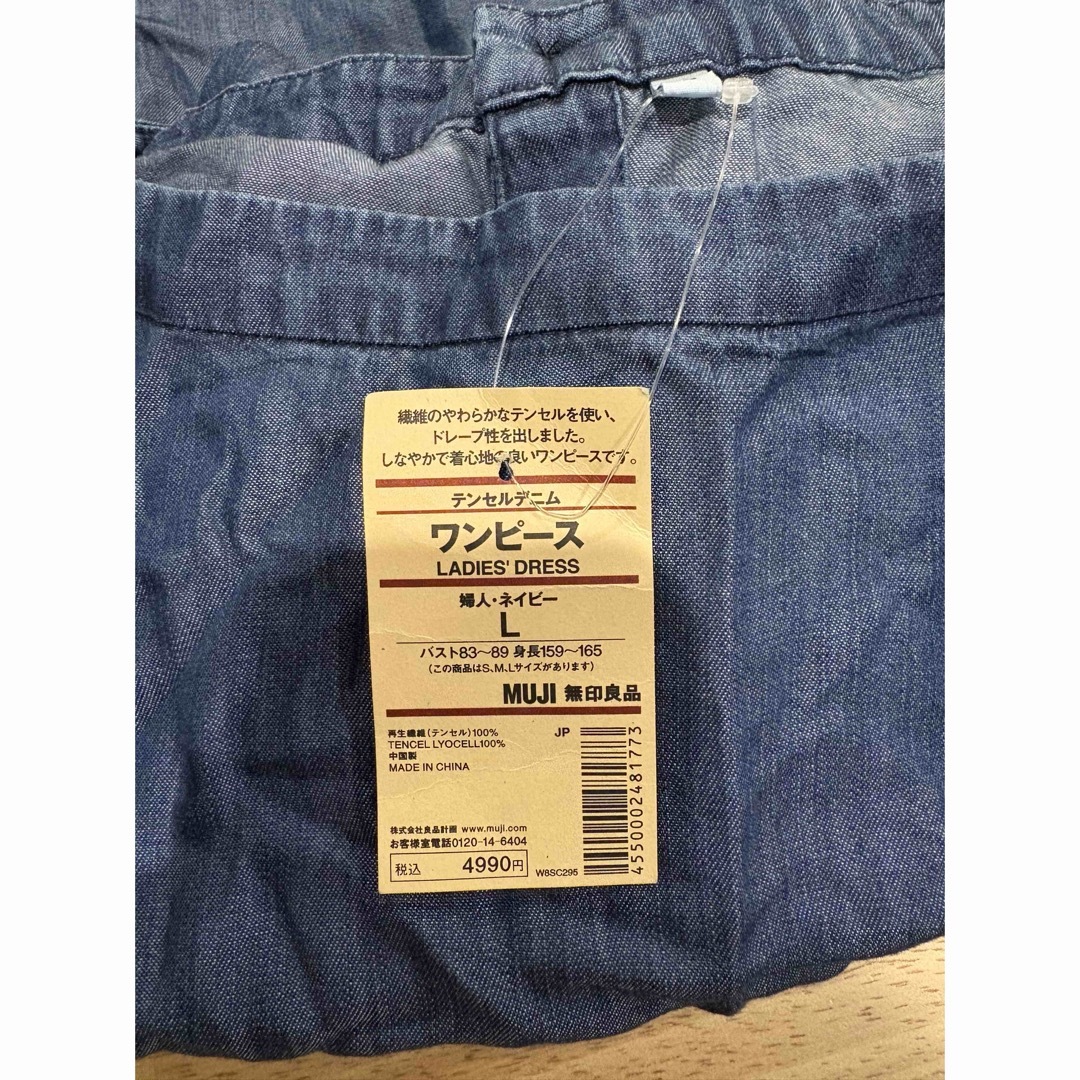 繊維のやわらかなテンセルを使い、
ドレープ性を出しました。
しなやかで着心地の良いワンピースです。
テンセルデニム
ワンピース
LADIES' DRESS
婦人・ネイビー
L
バスト83〜89 身長159〜165
(この商品はS、M、Lサイズがあります)
MUJI 無印良品
再生繊維(テンセル)100%
TENCEL LYOCELL100%
中国製
MADE IN CHINA
JP
株式会社良品計画 www.muji.com
お客様室電話0120-14-6404
税込 4990円
W8SC295
4550002481773